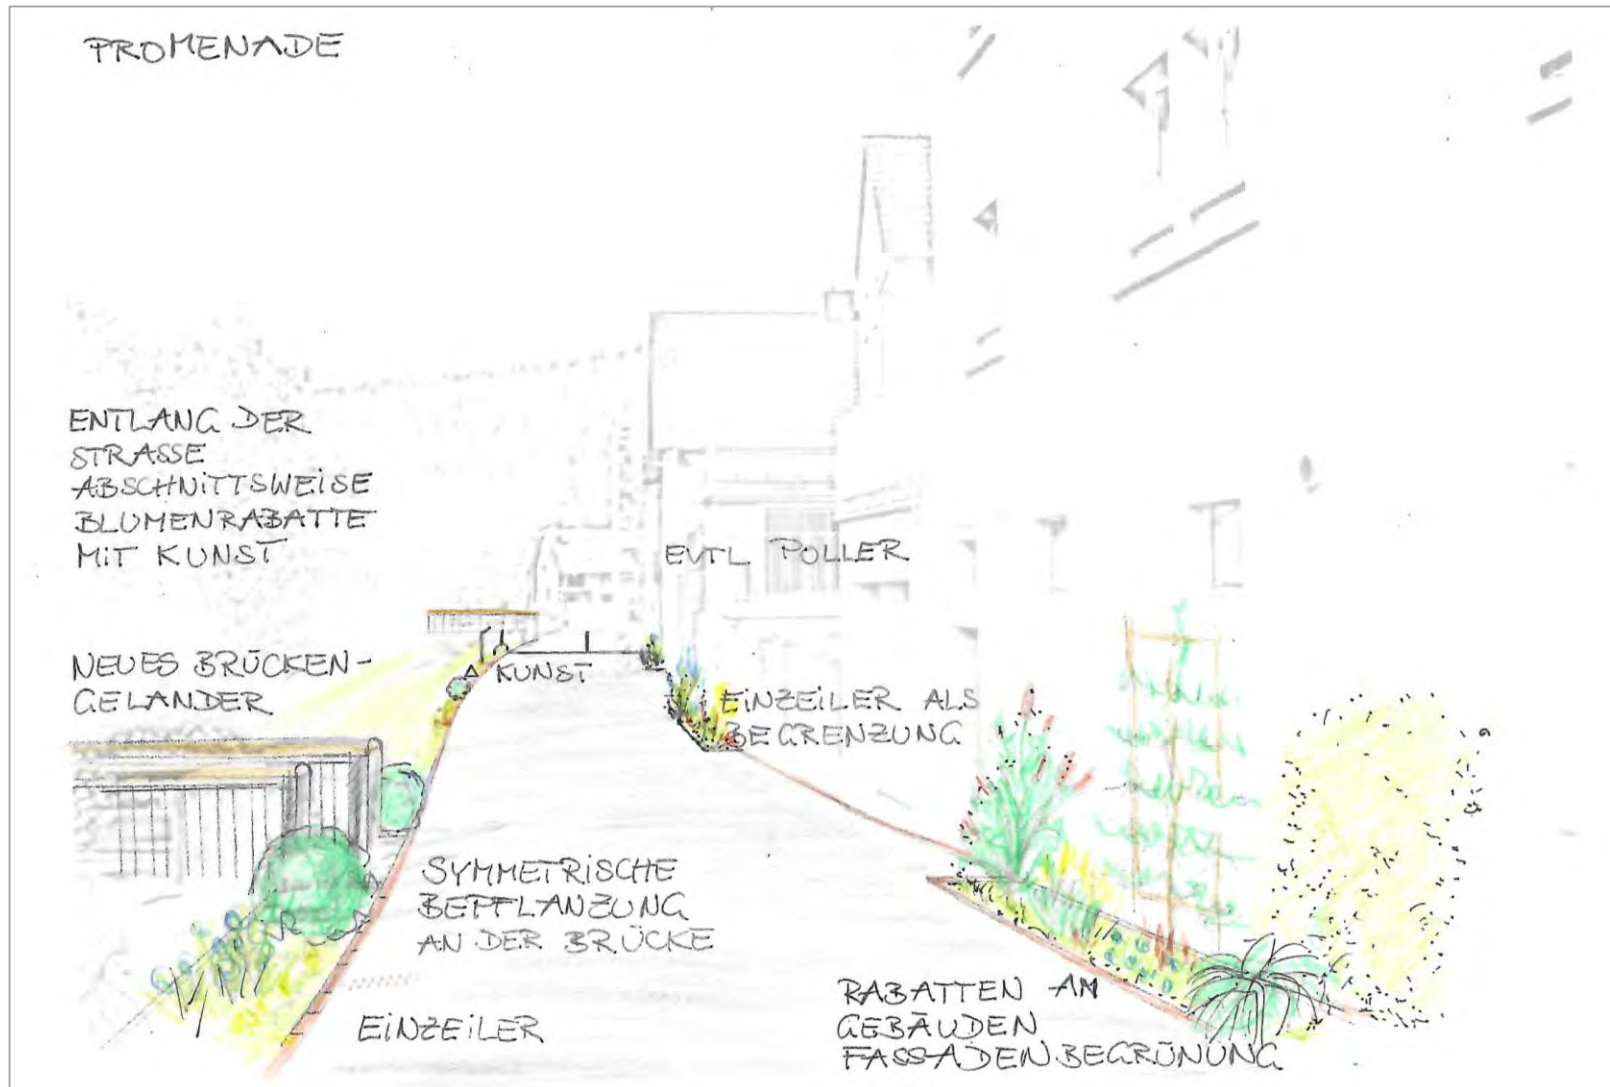 PROMENADE
ENTLANG DER
STRASSE
ABSCHNITTSWEISE
BLUMENRABATTE
MIT KUNST
EVTL POLLER
NEUES BRÜCKEN-
GELANDER
KUNST
EINZEILER ALS
BEGRENZUNG
SYMMETRISCHE
BEPFLANZUNG
AN DER BRÜCKE
EINZEILER
RABATTEN AM
GEBÄUDEN
FASSADENBEGRÜNUNG